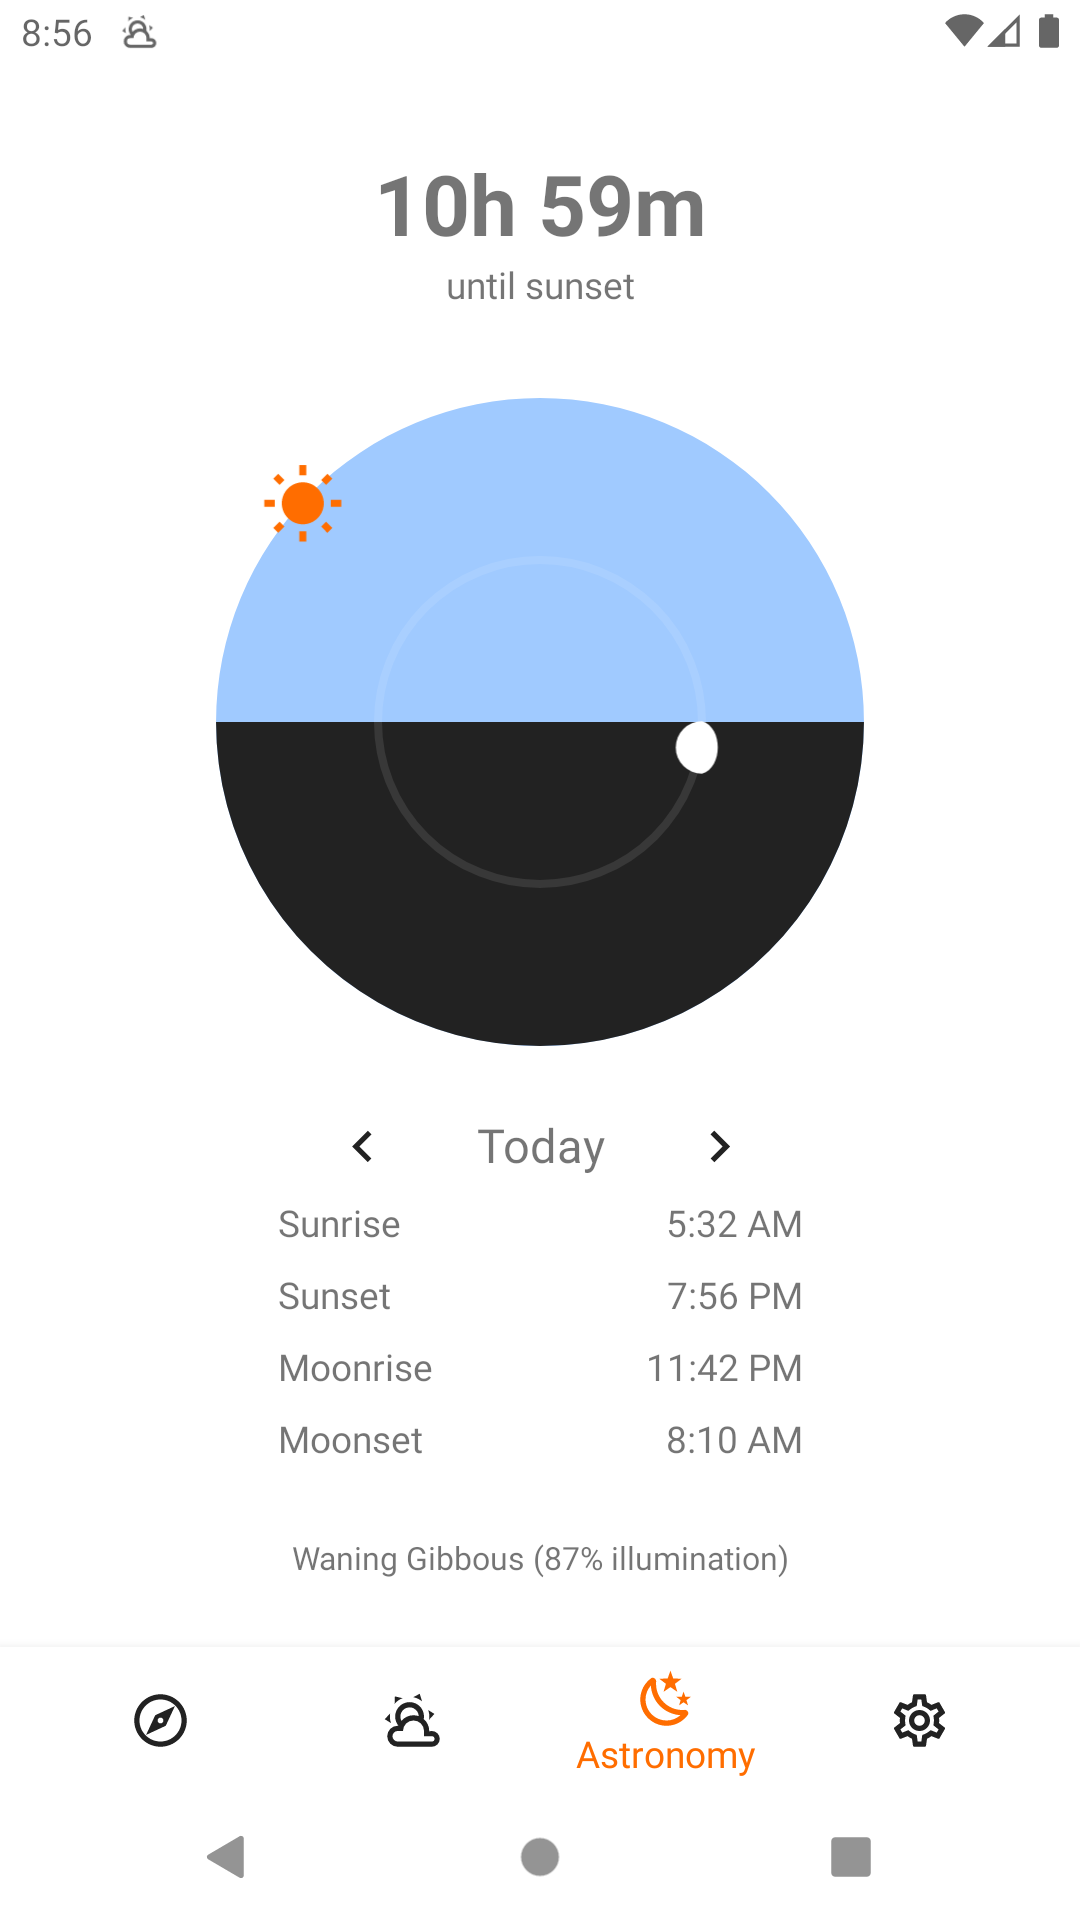 8:56
10h 59m
until sunset
Today
Sunrise 5:32 AM
Sunset 7:56 PM
Moonrise 11:42 PM
Moonset 8:10 AM
Waning Gibbous (87% illumination)
Astronomy